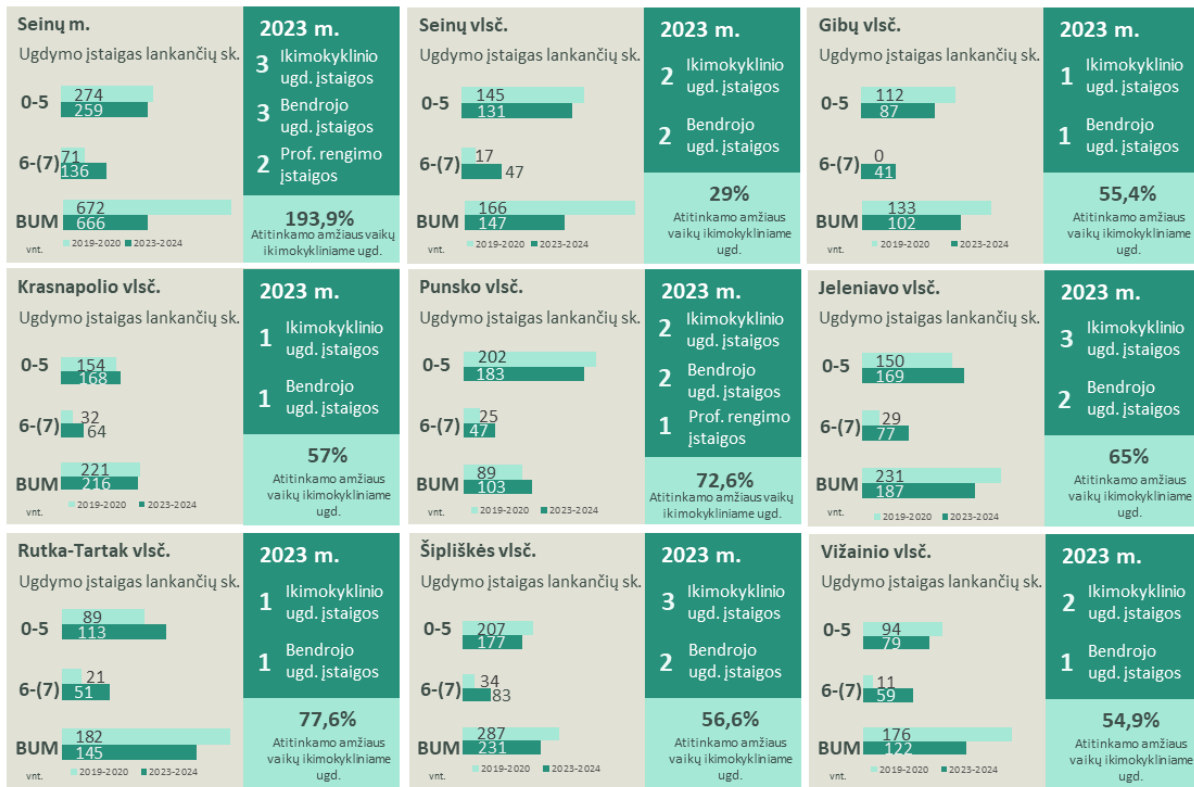 Seinų m.
Ugdymo įstaigas lankančių sk.
0-5
274
259
6-(7)
71
136
BUM
672
666
vnt.
2019-2020 2023-2024
2023 m.
3 Ikimokyklinio
ugd. įstaigos
3 Bendrojo
ugd. įstaigos
2 Prof. rengimo
įstaigos
193,9%
Atitinkamo amžiaus vaikų
ikimokykliniame ugd.
Seinų vlsč.
Ugdymo įstaigas lankančių sk.
0-5
145
131
6-(7)
17
47
BUM
166
147
vnt.
2019-2020 2023-2024
2023 m.
2 Ikimokyklinio
ugd. įstaigos
2 Bendrojo
ugd. įstaigos
29%
Atitinkamo amžiaus
vaikų ikimokykliniame
ugd.
Gibų vlsč.
Ugdymo įstaigas lankančių sk.
0-5
112
87
6-(7)
0
41
BUM
133
102
vnt.
2019-2020 2023-2024
2023 m.
1 Ikimokyklinio
ugd. įstaigos
1 Bendrojo
ugd. įstaigos
55,4%
Atitinkamo amžiaus
vaikų ikimokykliniame
ugd.
Krasnapolio vlsč.
Ugdymo įstaigas lankančių sk.
0-5
154
168
6-(7)
32
64
BUM
221
216
vnt.
2019-2020 2023-2024
2023 m.
1 Ikimokyklinio
ugd. įstaigos
1 Bendrojo
ugd. įstaigos
57%
Atitinkamo amžiaus
vaikų ikimokykliniame
ugd.
Punsko vlsč.
Ugdymo įstaigas lankančių sk.
0-5
202
183
6-(7)
25
47
BUM
89
103
vnt.
2019-2020 2023-2024
2023 m.
2 Ikimokyklinio
ugd. įstaigos
2 Bendrojo
ugd. įstaigos
1 Prof. rengimo
įstaigos
72,6%
Atitinkamo amžiaus vaikų
ikimokykliniame ugd.
Jeleniavo vlsč.
Ugdymo įstaigas lankančių sk.
0-5
150
169
6-(7)
29
77
BUM
231
187
vnt.
2019-2020 2023-2024
2023 m.
3 Ikimokyklinio
ugd. įstaigos
2 Bendrojo
ugd. įstaigos
65%
Atitinkamo amžiaus
vaikų ikimokykliniame
ugd.
Rutka-Tartak vlsč.
Ugdymo įstaigas lankančių sk.
0-5
89
113
6-(7)
21
51
BUM
182
145
vnt.
2019-2020 2023-2024
2023 m.
1 Ikimokyklinio
ugd. įstaigos
1 Bendrojo
ugd. įstaigos
77,6%
Atitinkamo amžiaus
vaikų ikimokykliniame
ugd.
Šipliškės vlsč.
Ugdymo įstaigas lankančių sk.
0-5
207
177
6-(7)
34
83
BUM
287
231
vnt.
2019-2020 2023-2024
2023 m.
3 Ikimokyklinio
ugd. įstaigos
2 Bendrojo
ugd. įstaigos
56,6%
Atitinkamo amžiaus
vaikų ikimokykliniame
ugd.
Vižainio vlsč.
Ugdymo įstaigas lankančių sk.
0-5
94
79
6-(7)
11
59
BUM
176
122
vnt.
2019-2020 2023-2024
2023 m.
2 Ikimokyklinio
ugd. įstaigos
1 Bendrojo
ugd. įstaigos
54,9%
Atitinkamo amžiaus
vaikų ikimokykliniame
ugd.